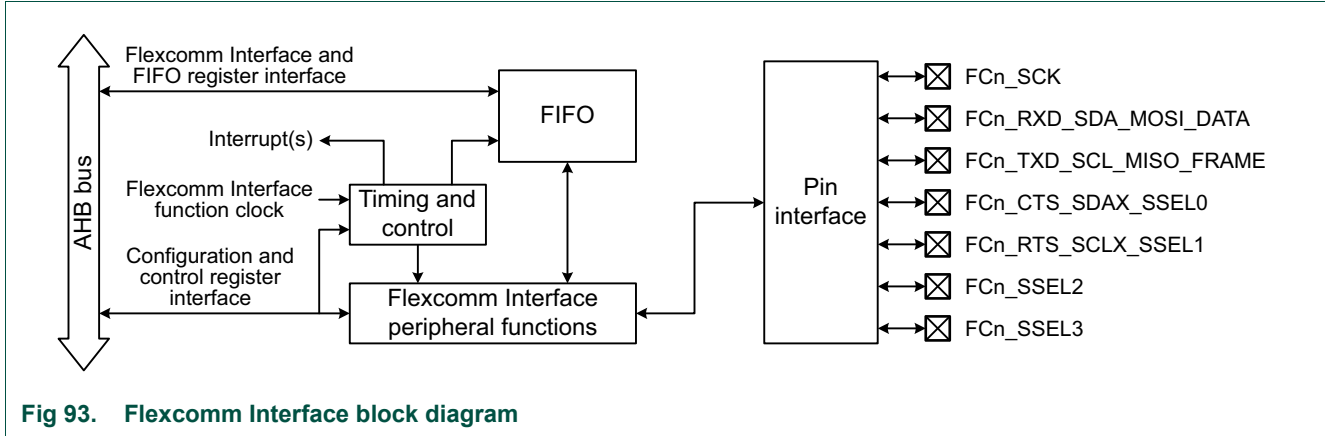 Flexcomm Interface and
FIFO register interface
FIFO
Interrupt(s)
Flexcomm Interface
function clock
Timing and
control
AHB bus
Configuration and
control register
interface
Flexcomm Interface
peripheral functions
Pin
interface
FCn_SCK
FCn_RXD_SDA_MOSI_DATA
FCn_TXD_SCL_MISO_FRAME
FCn_CTS_SDAX_SSEL0
FCn_RTS_SCLX_SSEL1
FCn_SSEL2
FCn_SSEL3
Fig 93. Flexcomm Interface block diagram